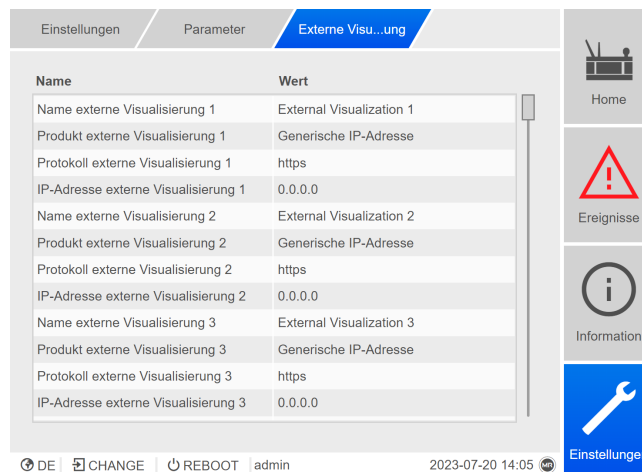 Einstellungen Parameter Externe Visu...ung
Name Wert
Name externe Visualisierung 1 External Visualization 1
Produkt externe Visualisierung 1 Generische IP-Adresse
Protokoll externe Visualisierung 1 https
IP-Adresse externe Visualisierung 1 0.0.0.0
Name externe Visualisierung 2 External Visualization 2
Produkt externe Visualisierung 2 Generische IP-Adresse
Protokoll externe Visualisierung 2 https
IP-Adresse externe Visualisierung 2 0.0.0.0
Name externe Visualisierung 3 External Visualization 3
Produkt externe Visualisierung 3 Generische IP-Adresse
Protokoll externe Visualisierung 3 https
IP-Adresse externe Visualisierung 3 0.0.0.0
Home
Ereignisse
Information
Einstellunge
DE CHANGE REBOOT admin 2023-07-20 14:05 MR